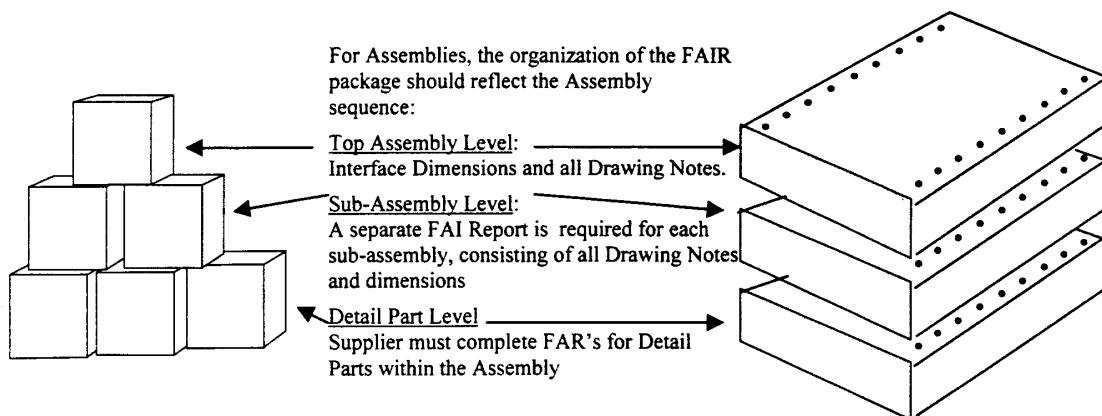 For Assemblies, the organization of the FAIR
package should reflect the Assembly
sequence:
Top Assembly Level:
Interface Dimensions and all Drawing Notes.
Sub-Assembly Level:
A separate FAI Report is required for each
sub-assembly, consisting of all Drawing Notes
and dimensions
Detail Part Level
Supplier must complete FAR's for Detail
Parts within the Assembly